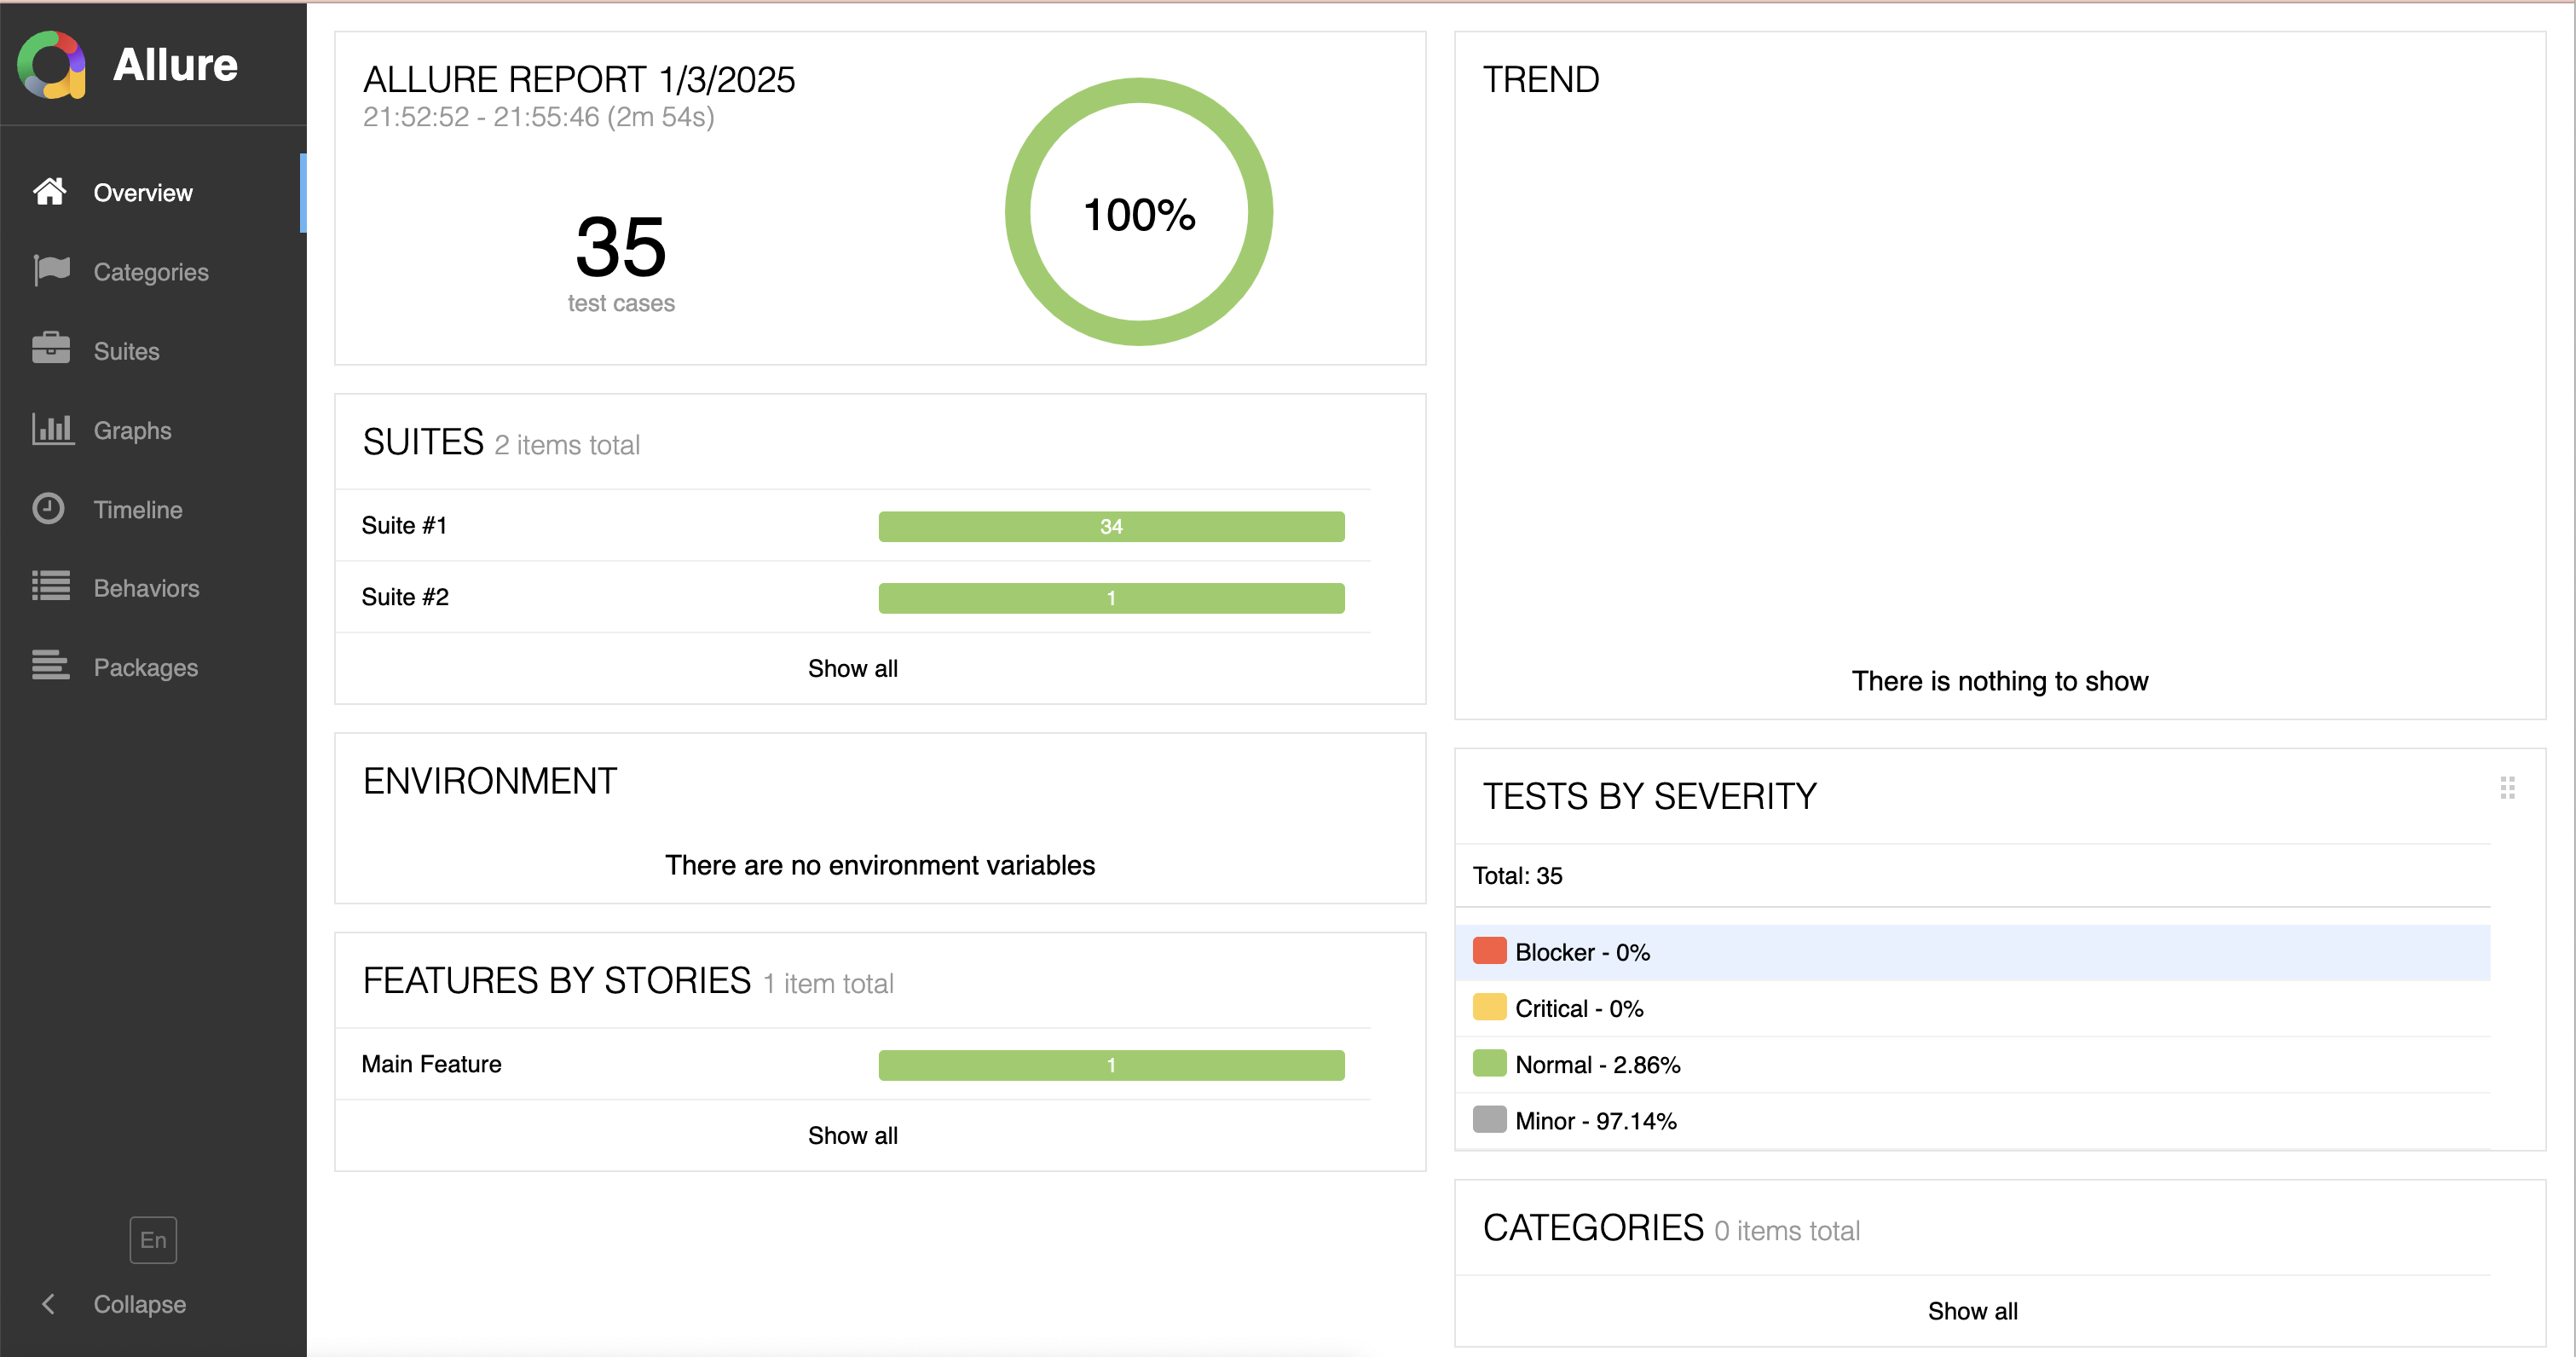 Allure
Overview
Categories
Suites
Graphs
Timeline
Behaviors
Packages
En
Collapse
ALLURE REPORT 1/3/2025
21:52:52 - 21:55:46 (2m 54s)
35
test cases
100%
SUITES 2 items total
Suite #1 34
Suite #2 1
Show all
ENVIRONMENT
There are no environment variables
FEATURES BY STORIES 1 item total
Main Feature 1
Show all
TREND
There is nothing to show
TESTS BY SEVERITY
Total: 35
Blocker - 0%
Critical - 0%
Normal - 2.86%
Minor - 97.14%
CATEGORIES 0 items total
Show all